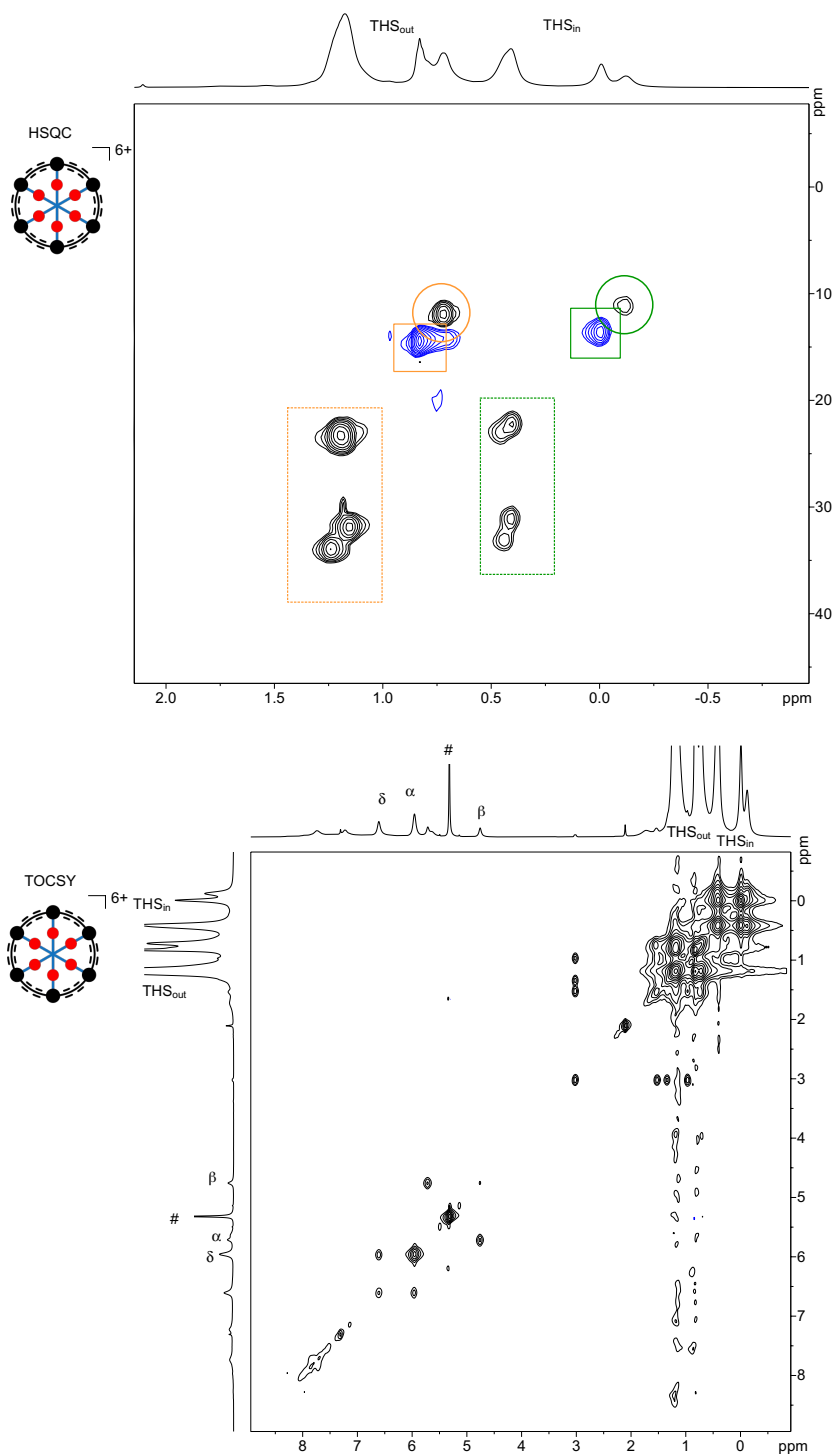 THSout THSin
ppm
HSQC
6+
0
10
20
30
40
2.0 1.5 1.0 0.5 0.0 -0.5 ppm
#
δ α β
THSout THSin
ppm
TOCSY
6+
THSin
THSout
0
1
2
3
4
β
5
#
α
δ
6
7
8
8 7 6 5 4 3 2 1 0 ppm